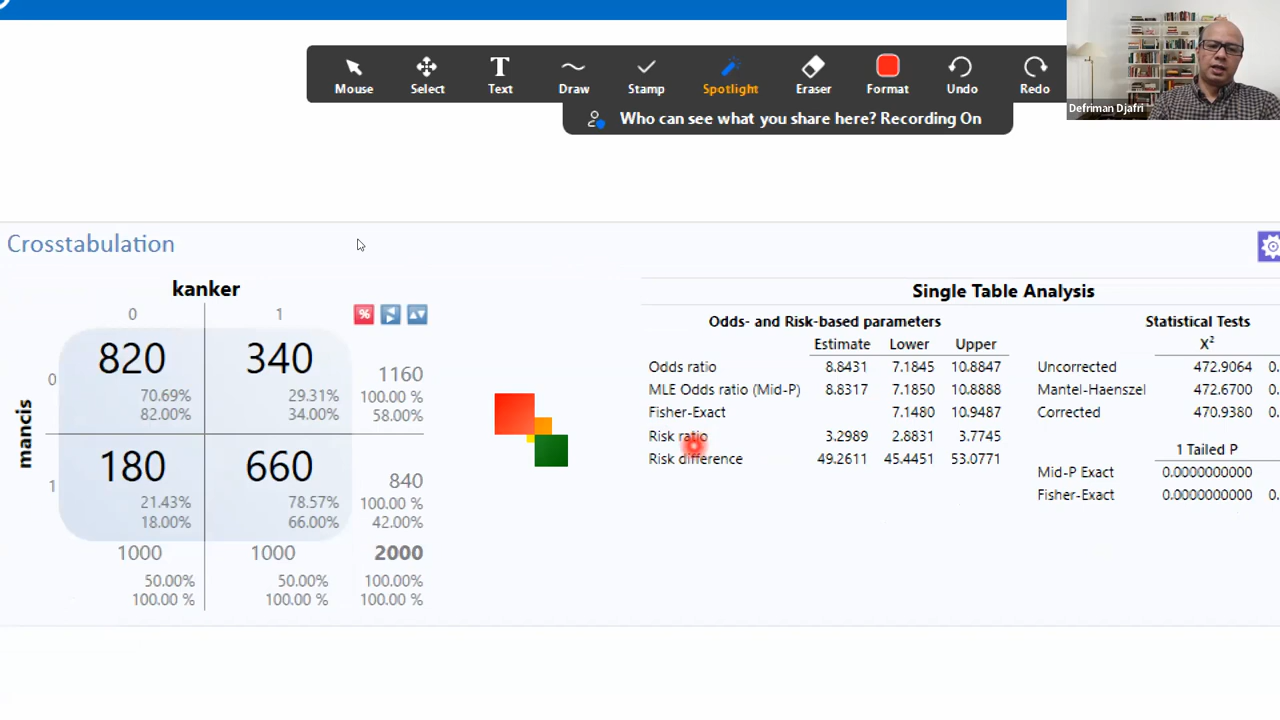 Mouse Select Text Draw Stamp Spotlight Eraser Format Undo Redo
Who can see what you share here? Recording On
Defriman Djafri
Crosstabulation
kanker
0 1
mancis
0 820 340 1160
70.69% 29.31% 100.00 %
82.00% 34.00% 58.00%
1 180 660 840
21.43% 78.57% 100.00 %
18.00% 66.00% 42.00%
1000 1000 2000
50.00% 50.00% 100.00%
100.00 % 100.00 % 100.00 %
%
Single Table Analysis
Odds- and Risk-based parameters
Estimate Lower Upper
Odds ratio 8.8431 7.1845 10.8847
MLE Odds ratio (Mid-P) 8.8317 7.1850 10.8888
Fisher-Exact 7.1480 10.9487
Risk ratio 3.2989 2.8831 3.7745
Risk difference 49.2611 45.4451 53.0771
Statistical Tests
X²
Uncorrected 472.9064 0.
Mantel-Haenszel 472.6700 0.
Corrected 470.9380 0.
1 Tailed P
Mid-P Exact 0.0000000000
Fisher-Exact 0.0000000000 0.